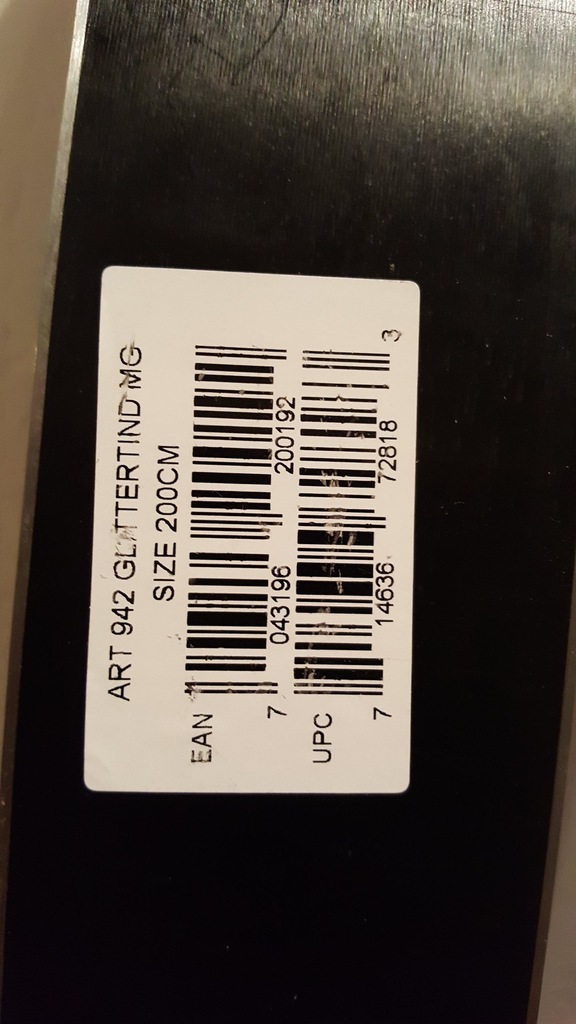 ART 942 GLITTERTIND MG
SIZE 200CM
EAN
7 043196 200192
UPC
7 14636 72818 3